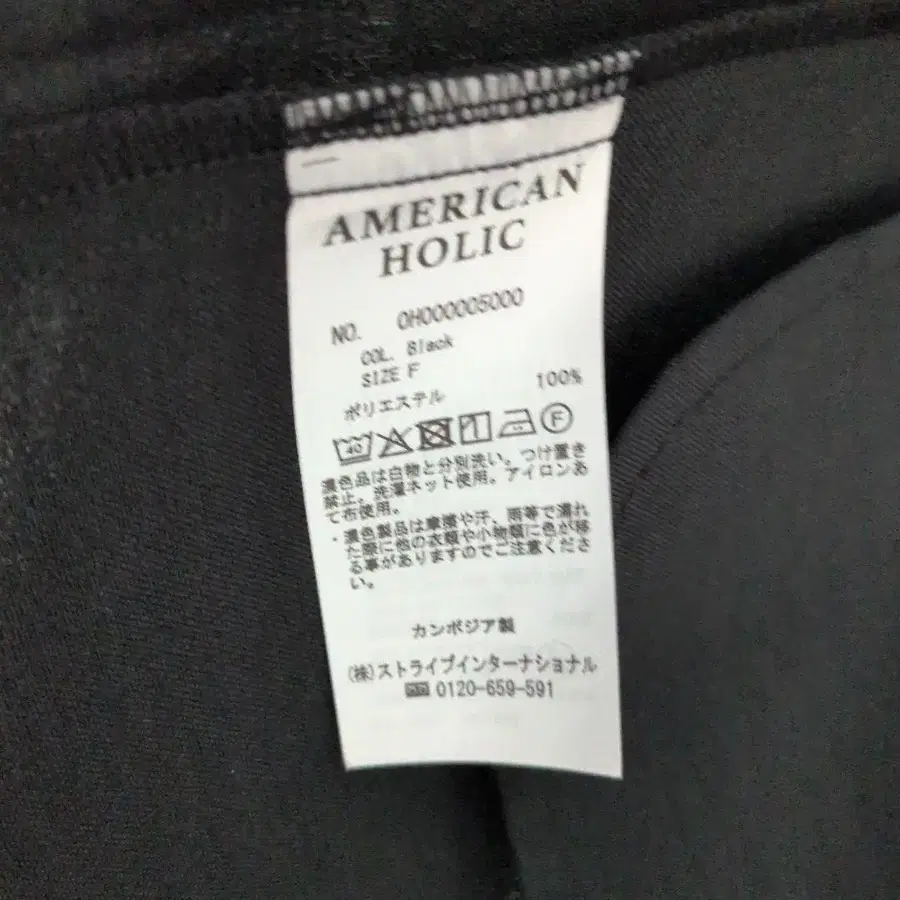 AMERICAN
HOLIC
NO. 0H000005000
COL. Black
SIZE F
ポリエステル 100%
40 F
濃色品は白物と分別洗い。つけ置き
禁止。洗濯ネット使用。アイロンあ
て布使用。
・濃色製品は摩擦や汗、雨等で濡れ
た際に他の衣類や小物類に色が移
る事がありますのでご注意くださ
い。
カンボジア製
(株)ストライプインターナショナル
0120-659-591